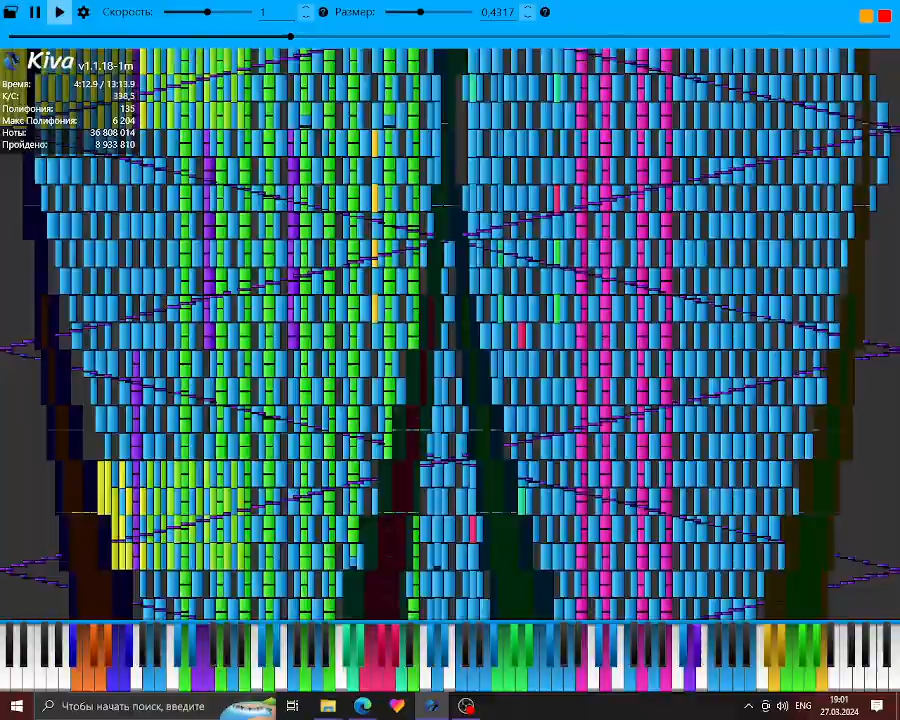 Скорость: 1 Размер: 0,4317
Kiva v1.1.18-1m
Время: 4:12.9 / 13:13.9
К/С: 338,5
Полифония: 135
Макс Полифония: 6 204
Ноты: 36 808 014
Пройдено: 8 933 810
Чтобы начать поиск, введите
ENG
19:01
27.03.2024